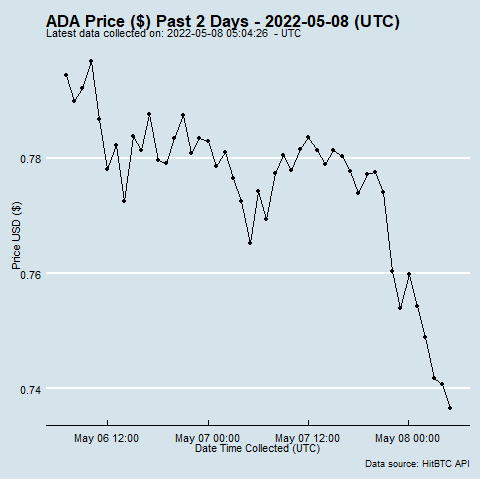 ADA Price ($) Past 2 Days - 2022-05-08 (UTC)
Latest data collected on: 2022-05-08 05:04:26 - UTC
Price USD ($)
0.78
0.76
0.74
May 06 12:00 May 07 00:00 May 07 12:00 May 08 00:00
Date Time Collected (UTC)
Data source: HitBTC API